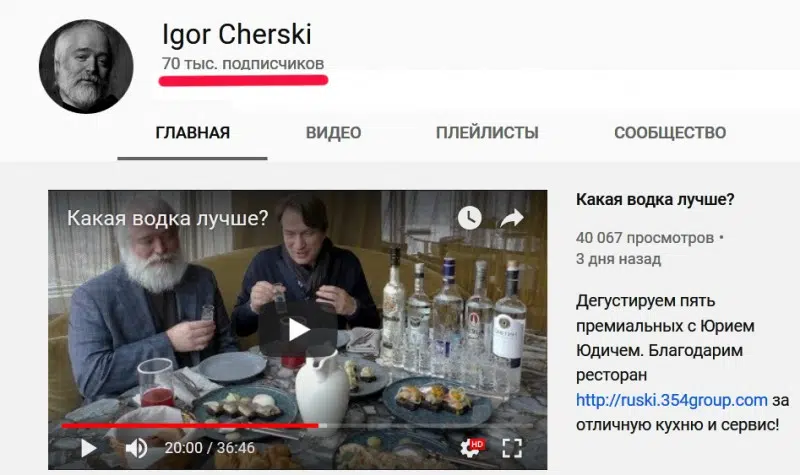 Igor Cherski
70 тыс. подписчиков
ГЛАВНАЯ
ВИДЕО
ПЛЕЙЛИСТЫ
СООБЩЕСТВО
Какая водка лучше?
20:00 / 36:46
HD
Какая водка лучше?
40 067 просмотров •
3 дня назад
Дегустируем пять
премиальных с Юрием
Юдичем. Благодарим
ресторан
http://ruski.354group.com за
отличную кухню и сервис!